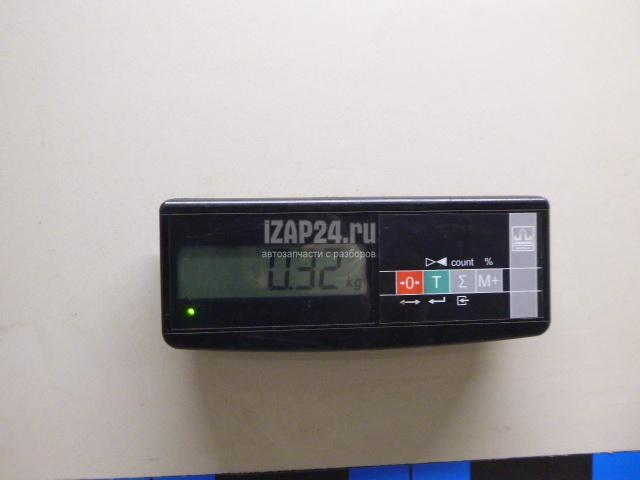 iZAP24.ru
автозапчасти с разборов
0.32 kg
count %
-0- T Σ M+